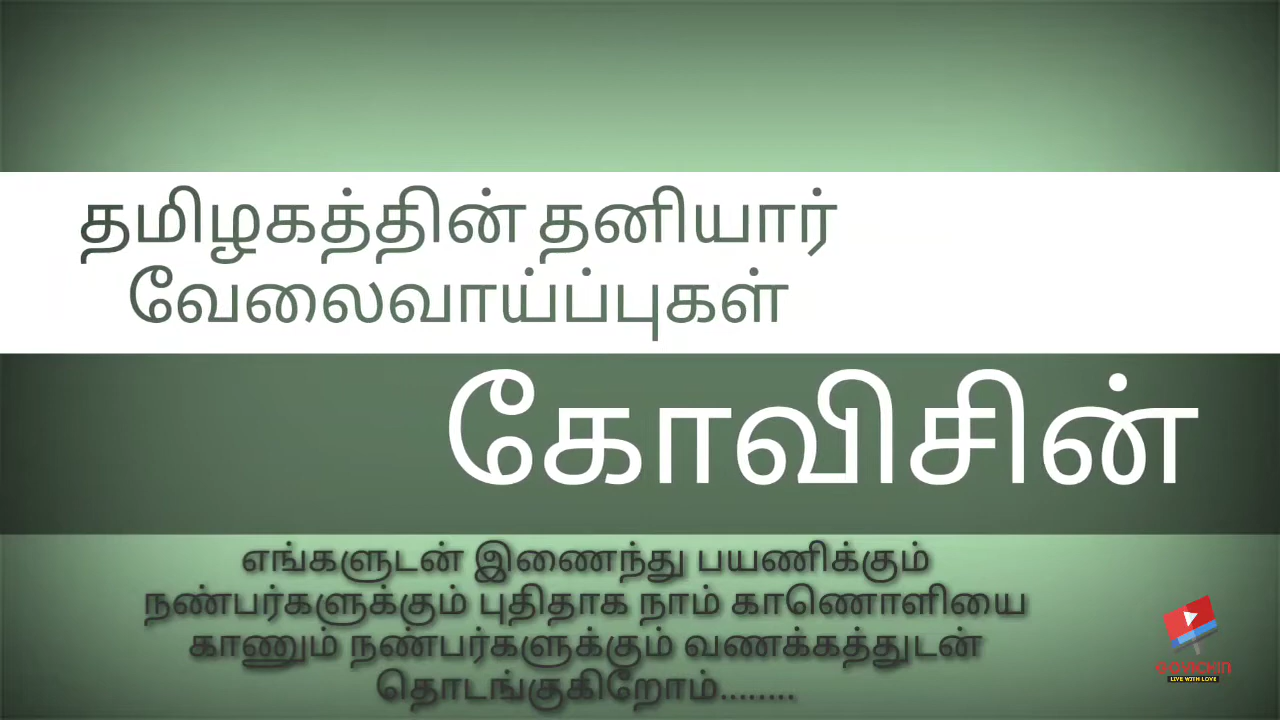 தமிழகத்தின் தனியார்
வேலைவாய்ப்புகள்
கோவிசின்
எங்களுடன் இணைந்து பயணிக்கும்
நண்பர்களுக்கும் புதிதாக நாம் காணொளியை
காணும் நண்பர்களுக்கும் வணக்கத்துடன்
தொடங்குகிறோம்........
GOVICHIN
LIVE WITH LOVE